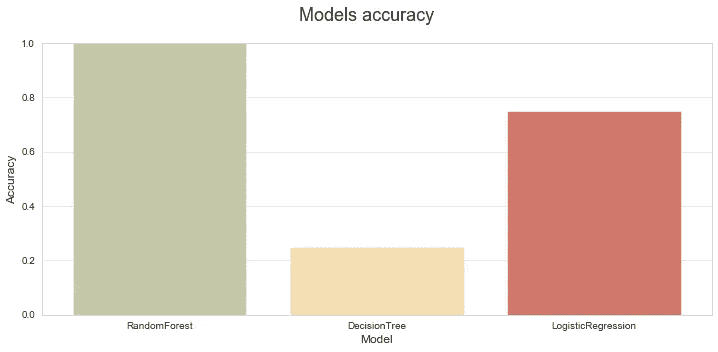 Models accuracy
Accuracy
1.0
0.8
0.6
0.4
0.2
0.0
RandomForest
DecisionTree
LogisticRegression
Model